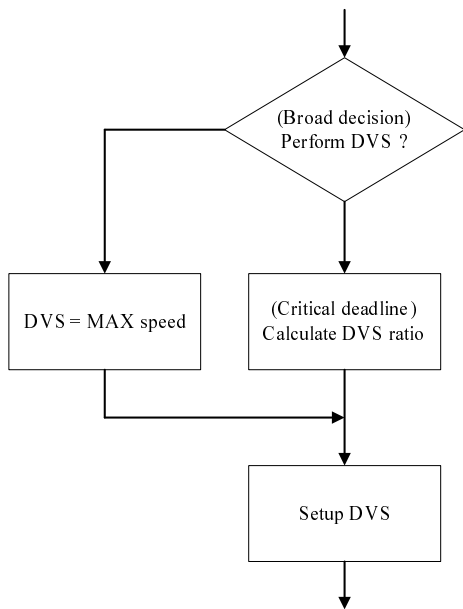 (Broad decision)
Perform DVS ?
DVS = MAX speed
(Critical deadline)
Calculate DVS ratio
Setup DVS